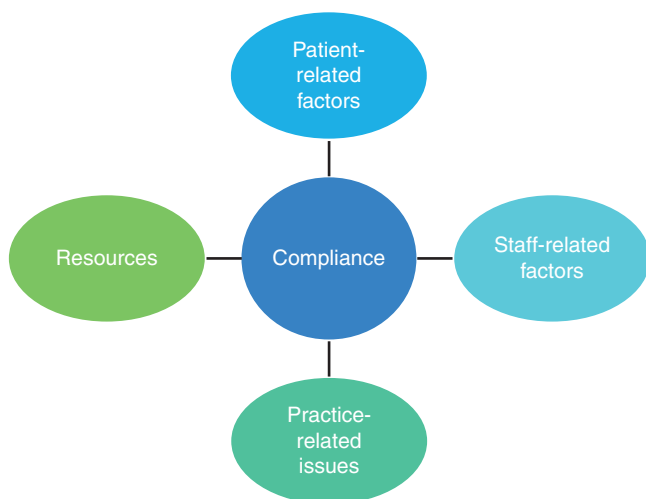 Patient-
related
factors
Resources
Compliance
Staff-related
factors
Practice-
related
issues